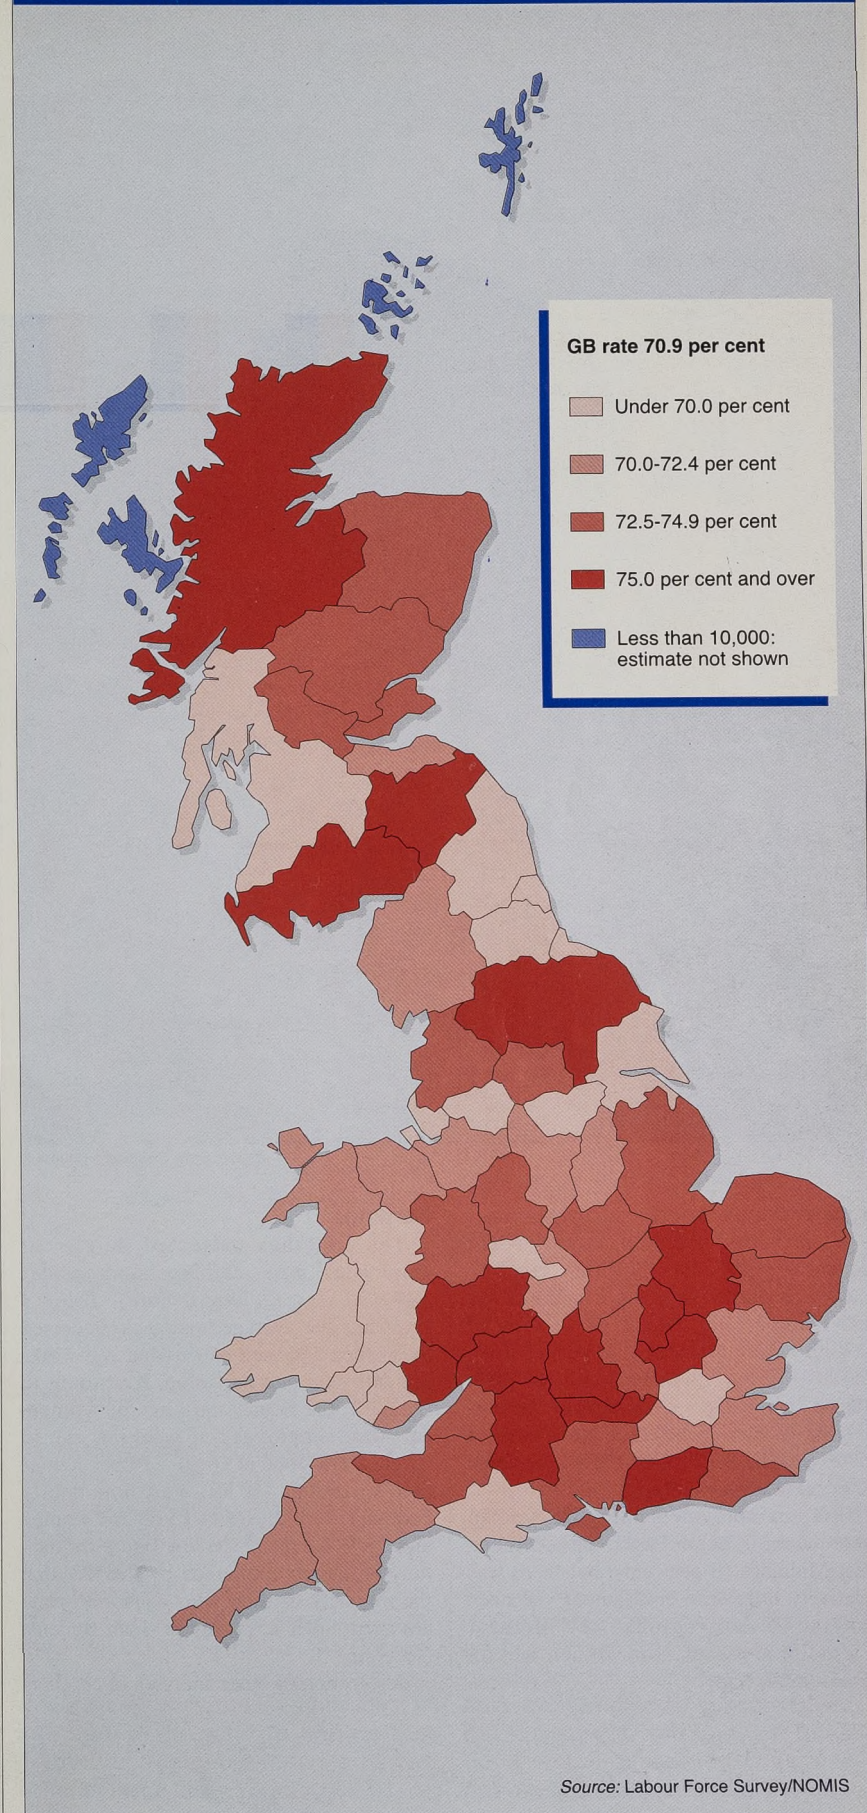 GB rate 70.9 per cent
Under 70.0 per cent
70.0-72.4 per cent
72.5-74.9 per cent
75.0 per cent and over
Less than 10,000:
estimate not shown
Source: Labour Force Survey/NOMIS